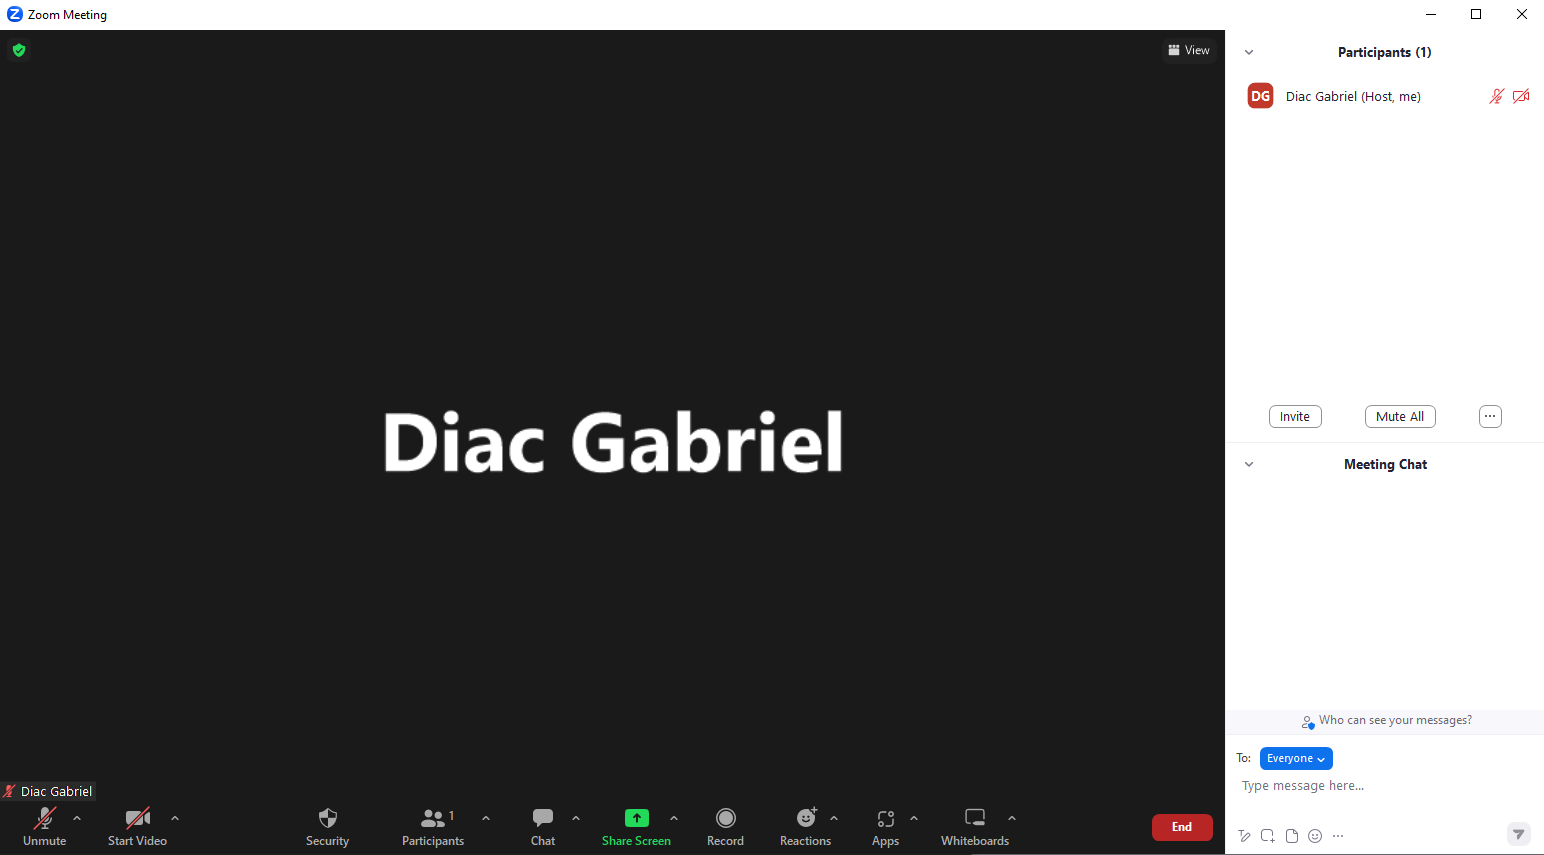 Zoom Meeting
View
Diac Gabriel
Diac Gabriel
Unmute
Start Video
Security
1
Participants
Chat
Share Screen
Record
Reactions
Apps
Whiteboards
End
Participants (1)
DG Diac Gabriel (Host, me)
Invite Mute All
Meeting Chat
Who can see your messages?
To: Everyone
Type message here...